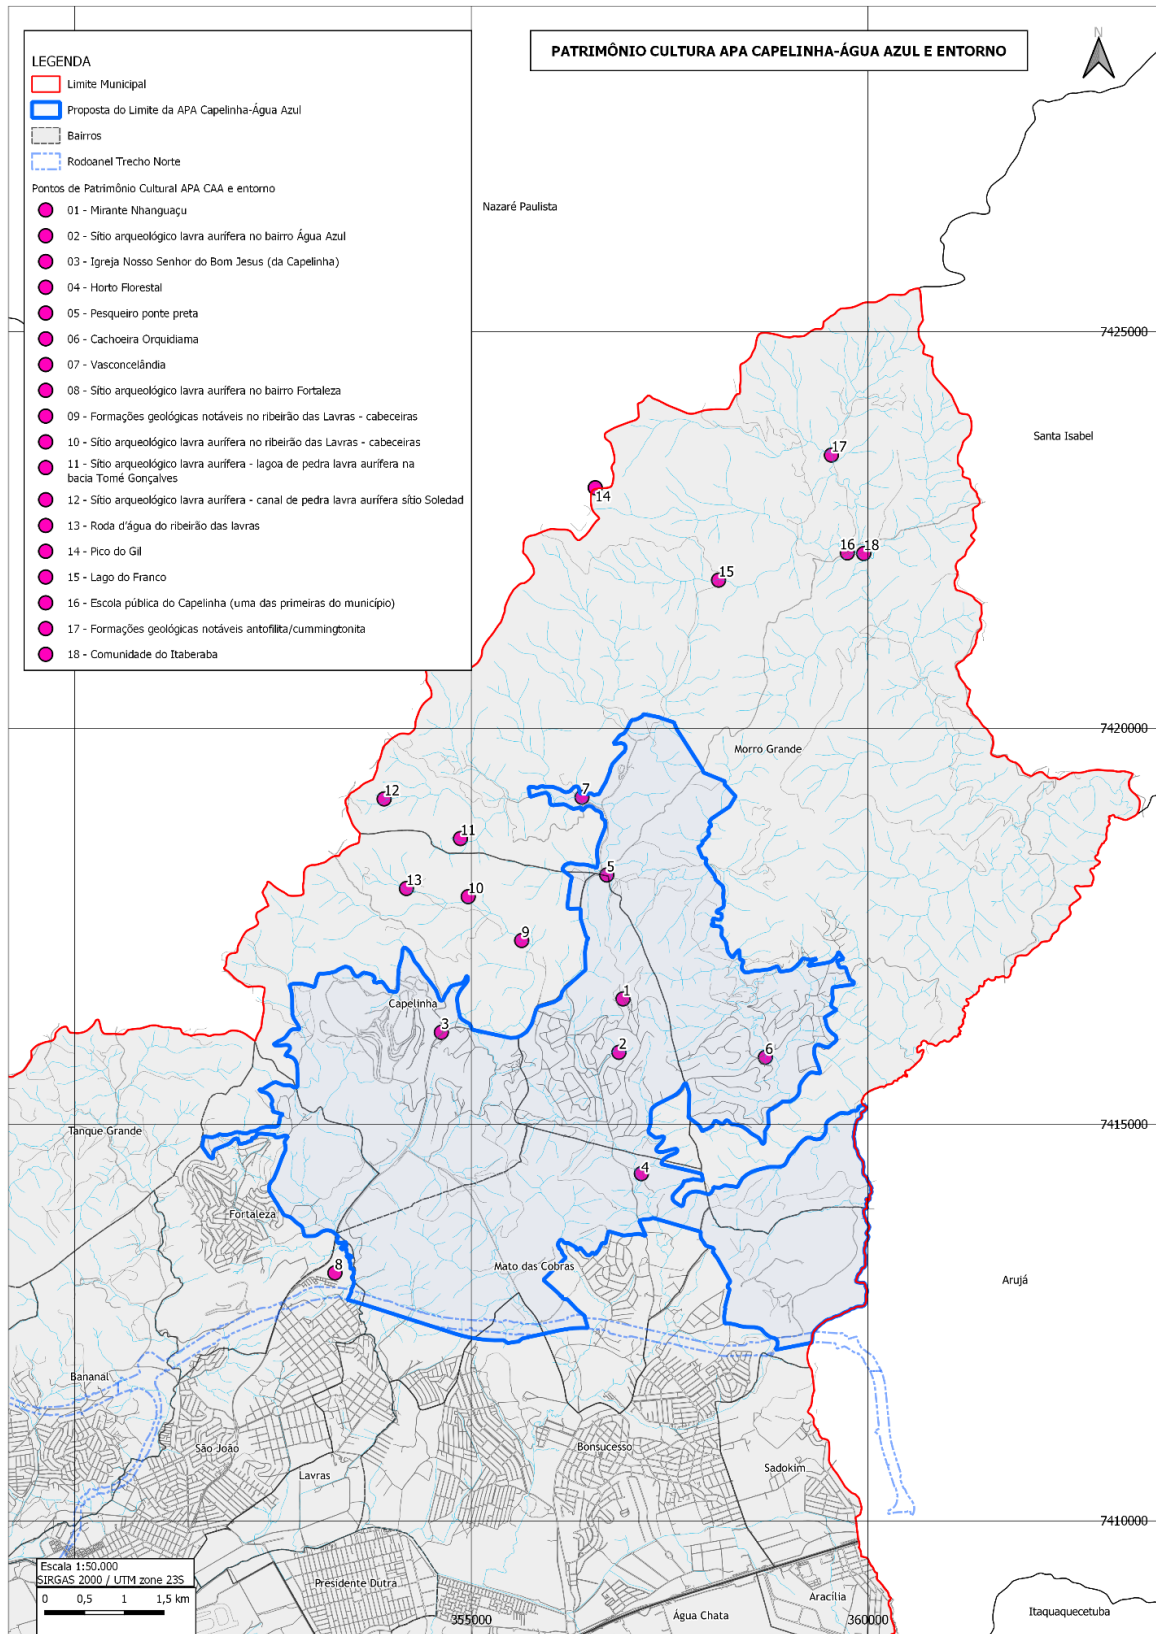 PATRIMÔNIO CULTURA APA CAPELINHA-ÁGUA AZUL E ENTORNO
N
LEGENDA
Limite Municipal
Proposta do Limite da APA Capelinha-Água Azul
Bairros
Rodoanel Trecho Norte
Pontos de Patrimônio Cultural APA CAA e entorno
01 - Mirante Nhanguaçu
02 - Sítio arqueológico lavra aurífera no bairro Água Azul
03 - Igreja Nosso Senhor do Bom Jesus (da Capelinha)
04 - Horto Florestal
05 - Pesqueiro ponte preta
06 - Cachoeira Orquidiama
07 - Vasconcelândia
08 - Sítio arqueológico lavra aurífera no bairro Fortaleza
09 - Formações geológicas notáveis no ribeirão das Lavras - cabeceiras
10 - Sítio arqueológico lavra aurífera no ribeirão das Lavras - cabeceiras
11 - Sítio arqueológico lavra aurífera - lagoa de pedra lavra aurífera na
bacia Tomé Gonçalves
12 - Sítio arqueológico lavra aurífera - canal de pedra lavra aurífera sítio Soledad
13 - Roda d'água do ribeirão das lavras
14 - Pico do Gil
15 - Lago do Franco
16 - Escola pública do Capelinha (uma das primeiras do município)
17 - Formações geológicas notáveis antofilita/cummingtonita
18 - Comunidade do Itaberaba
Nazaré Paulista
7425000
Santa Isabel
17
14
16 18
15
7420000
Morro Grande
12
7
11
5
13
10
9
1
Capelinha
3
2
6
7415000
Tanque Grande
4
Fortaleza
8
Mato das Cobras
Arujá
Bananal
São João
Bonsucesso
Lavras
Sadokim
7410000
Escala 1:50.000
SIRGAS 2000 / UTM zone 23S
0 0,5 1 1,5 km
Presidente Dutra
Aracília
Água Chata
Itaquaquecetuba
355000
360000